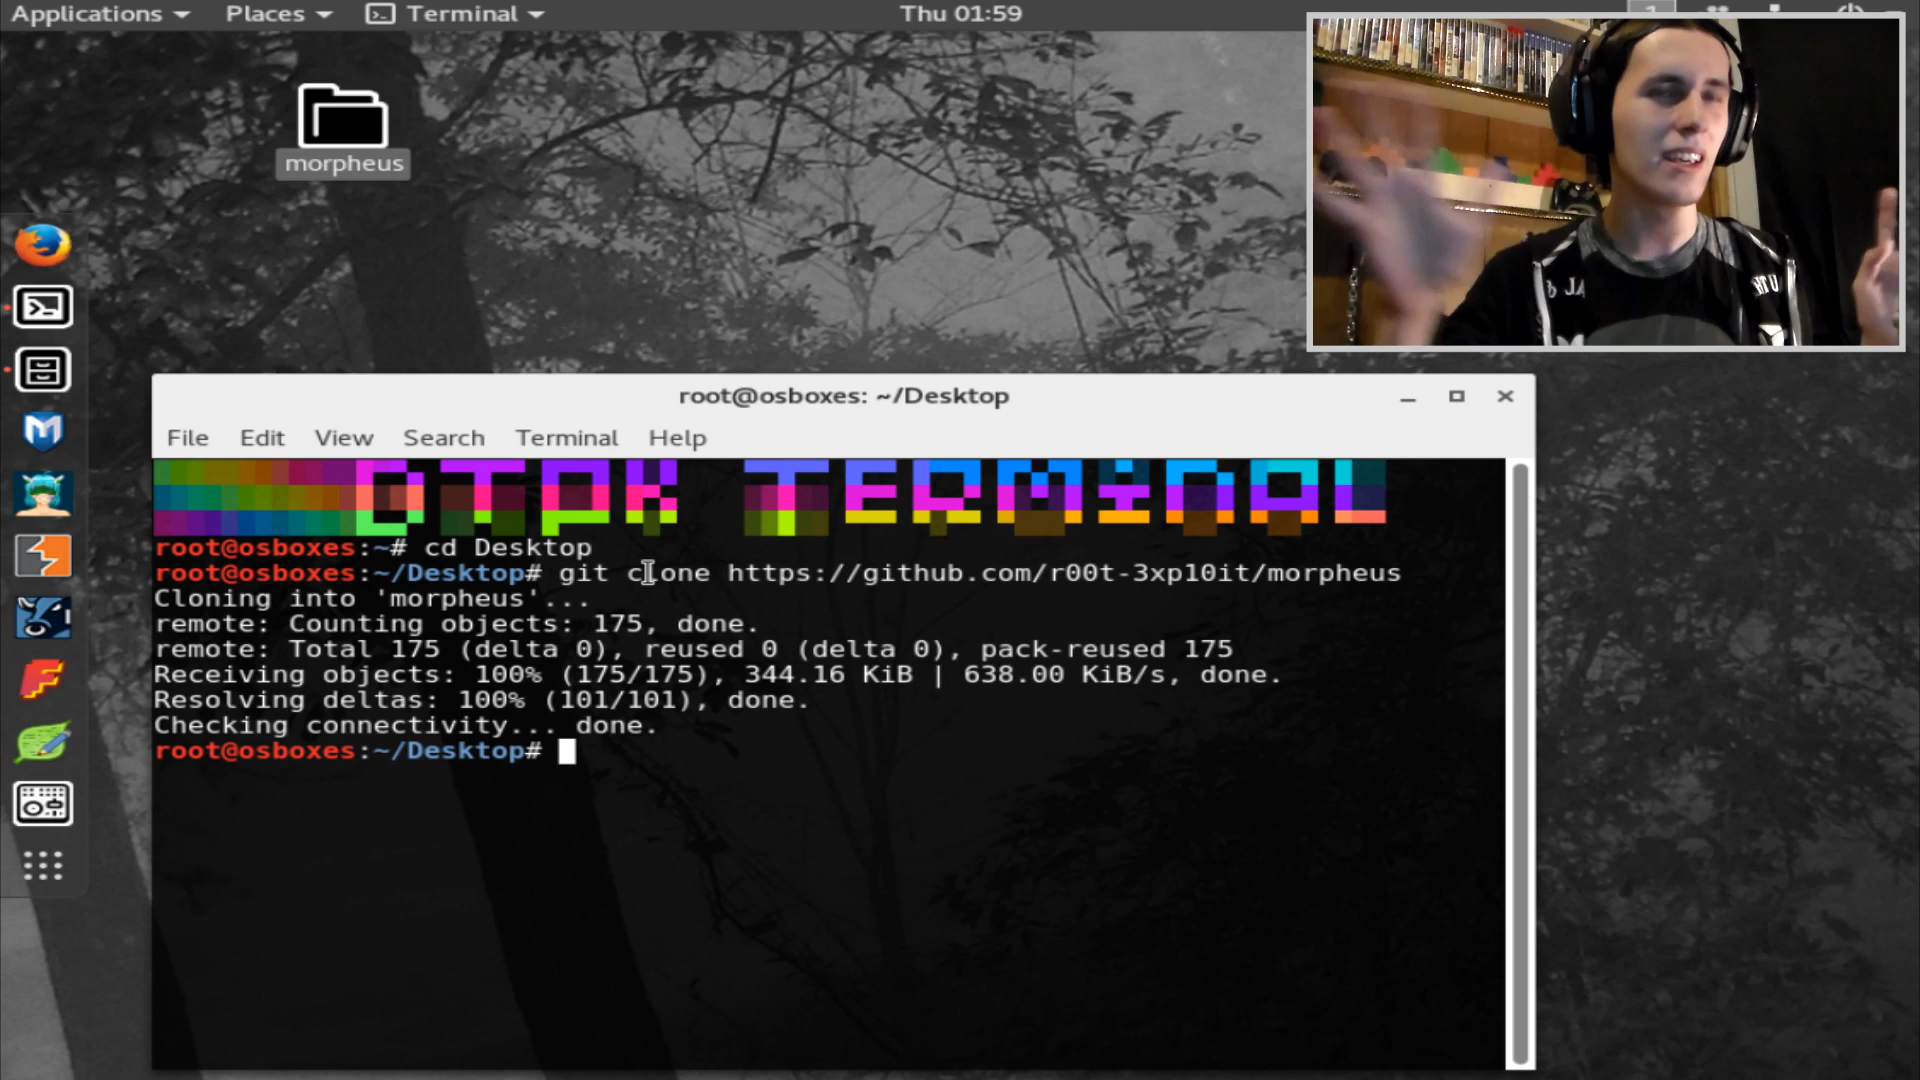 Applications Places Terminal Thu 01:59 1
morpheus
root@osboxes: ~/Desktop
File Edit View Search Terminal Help
DTPK TERMINAL
root@osboxes:~# cd Desktop
root@osboxes:~/Desktop# git clone https://github.com/r00t-3xp10it/morpheus
Cloning into 'morpheus'...
remote: Counting objects: 175, done.
remote: Total 175 (delta 0), reused 0 (delta 0), pack-reused 175
Receiving objects: 100% (175/175), 344.16 KiB | 638.00 KiB/s, done.
Resolving deltas: 100% (101/101), done.
Checking connectivity... done.
root@osboxes:~/Desktop#